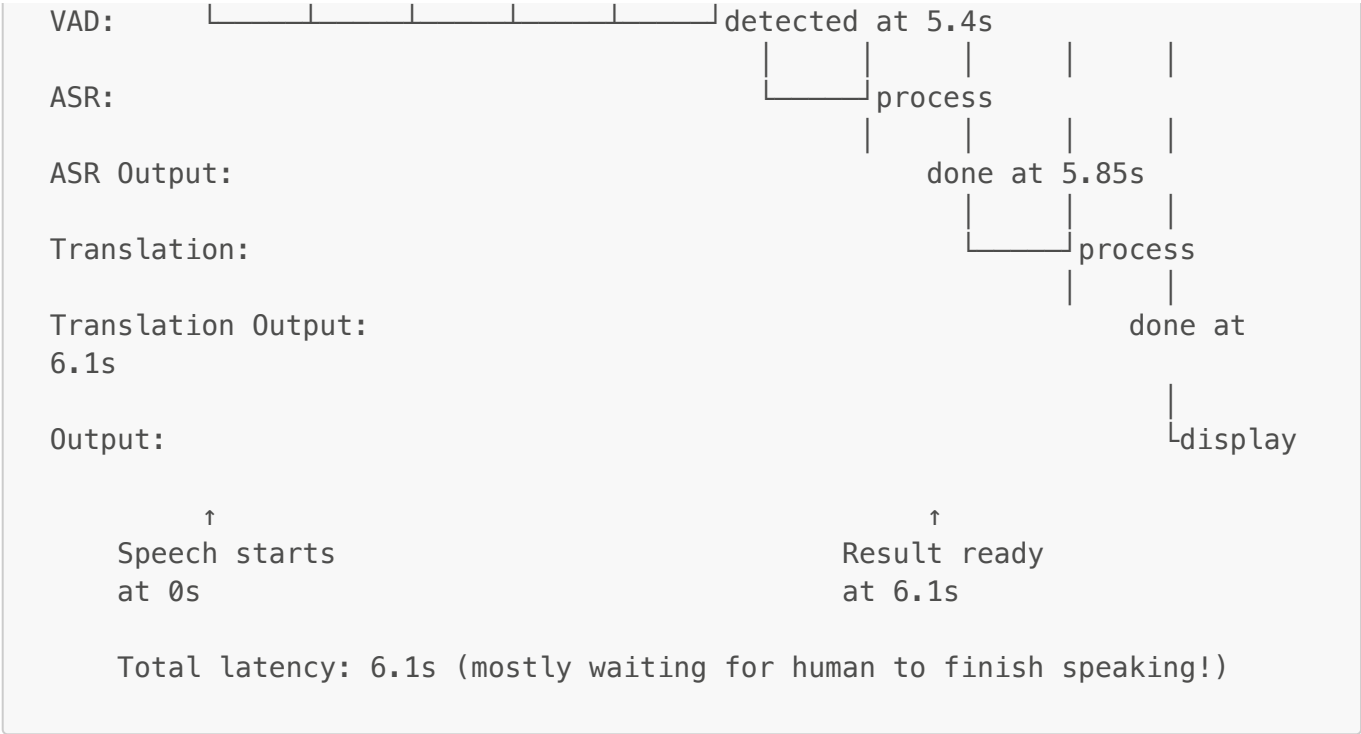 VAD: detected at 5.4s
ASR: process
ASR Output: done at 5.85s
Translation: process
Translation Output: done at
6.1s
Output: display
↑ ↑
Speech starts Result ready
at 0s at 6.1s
Total latency: 6.1s (mostly waiting for human to finish speaking!)